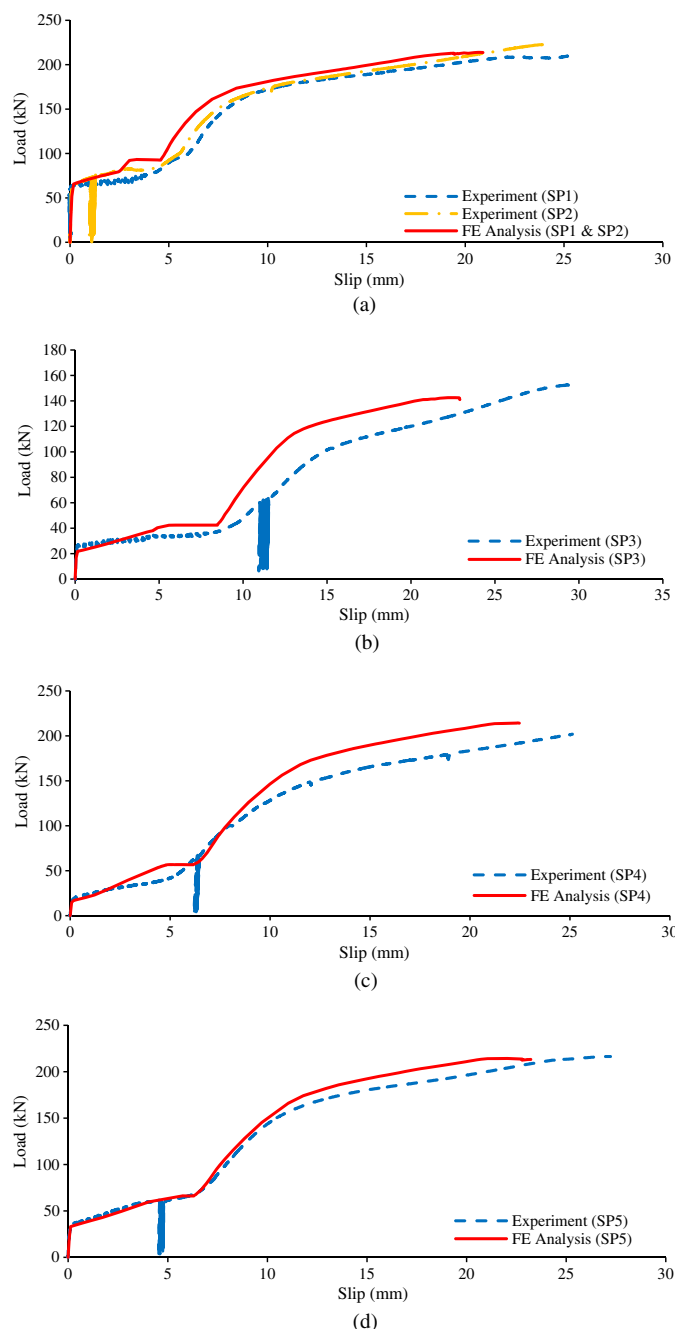 250
200
150
100
50
0
Load (kN)
0 5 10 15 20 25 30
Slip (mm)
Experiment (SP1)
Experiment (SP2)
FE Analysis (SP1 & SP2)
(a)
180
160
140
120
100
80
60
40
20
0
Load (kN)
0 5 10 15 20 25 30 35
Slip (mm)
Experiment (SP3)
FE Analysis (SP3)
(b)
250
200
150
100
50
0
Load (kN)
0 5 10 15 20 25 30
Slip (mm)
Experiment (SP4)
FE Analysis (SP4)
(c)
250
200
150
100
50
0
Load (kN)
0 5 10 15 20 25 30
Slip (mm)
Experiment (SP5)
FE Analysis (SP5)
(d)